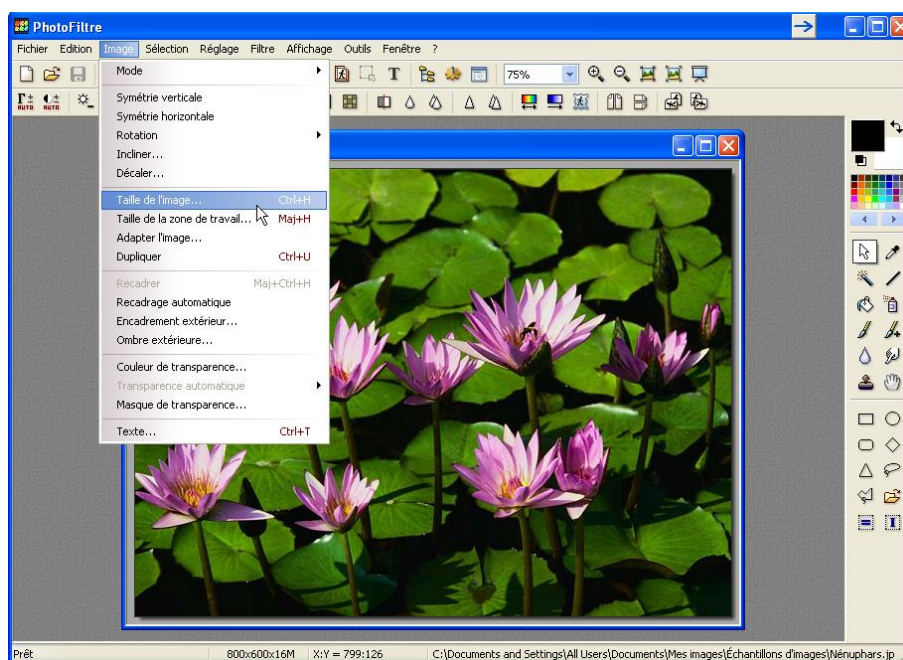 PhotoFiltre
Fichier Edition Image Sélection Réglage Filtre Affichage Outils Fenêtre ?
75%
AUTO AUTO
Mode
Symétrie verticale
Symétrie horizontale
Rotation
Incliner...
Décaler...
Taille de l'image... Ctrl+H
Taille de la zone de travail... Maj+H
Adapter l'image...
Dupliquer Ctrl+U
Recadrer Maj+Ctrl+H
Recadrage automatique
Encadrement extérieur...
Ombre extérieure...
Couleur de transparence...
Transparence automatique
Masque de transparence...
Texte... Ctrl+T
Prêt 800x600x16M X:Y = 799:126 C:\Documents and Settings\All Users\Documents\Mes images\Échantillons d'images\Nénuphars.jp